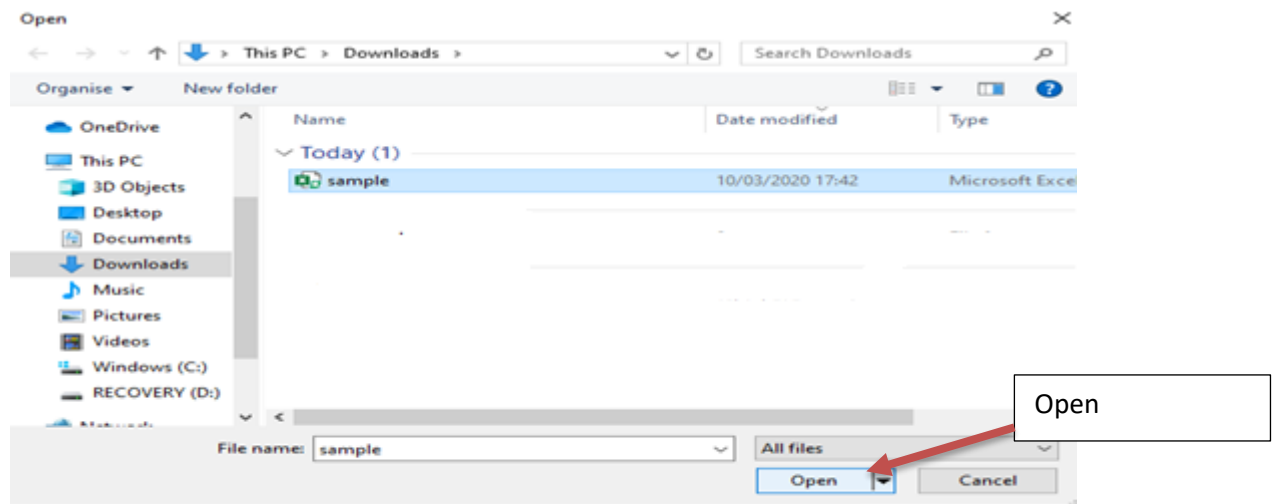 Open
This PC > Downloads >
Search Downloads
Organise
New folder
Name
Date modified
Type
OneDrive
Today (1)
This PC
sample
10/03/2020 17:42
Microsoft Exce
3D Objects
Desktop
Documents
Downloads
Music
Pictures
Videos
Windows (C:)
RECOVERY (D:)
Open
File name: sample
All files
Open
Cancel